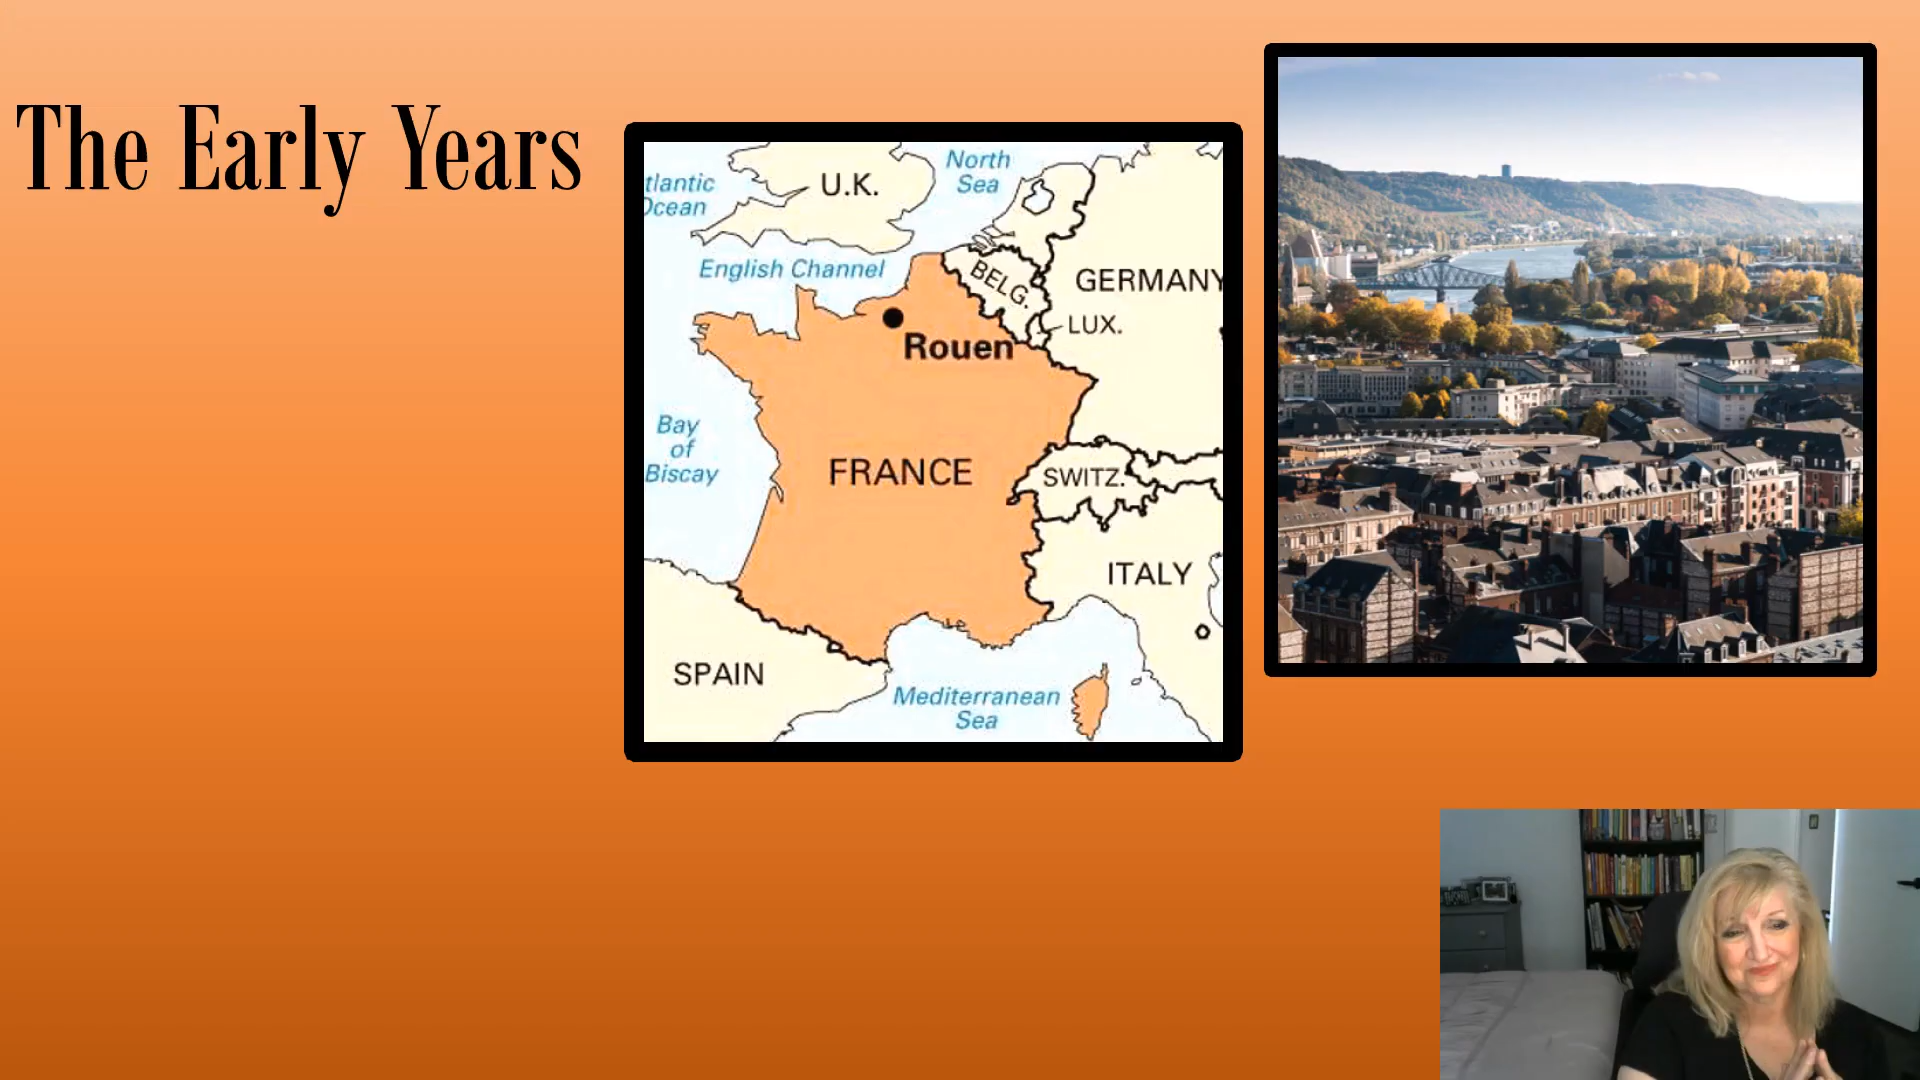 The Early Years
North
Sea
U.K.
tlantic
Ocean
English Channel
BELG.
GERMANY
LUX.
Rouen
Bay
of
Biscay
FRANCE
SWITZ.
ITALY
SPAIN
Mediterranean
Sea